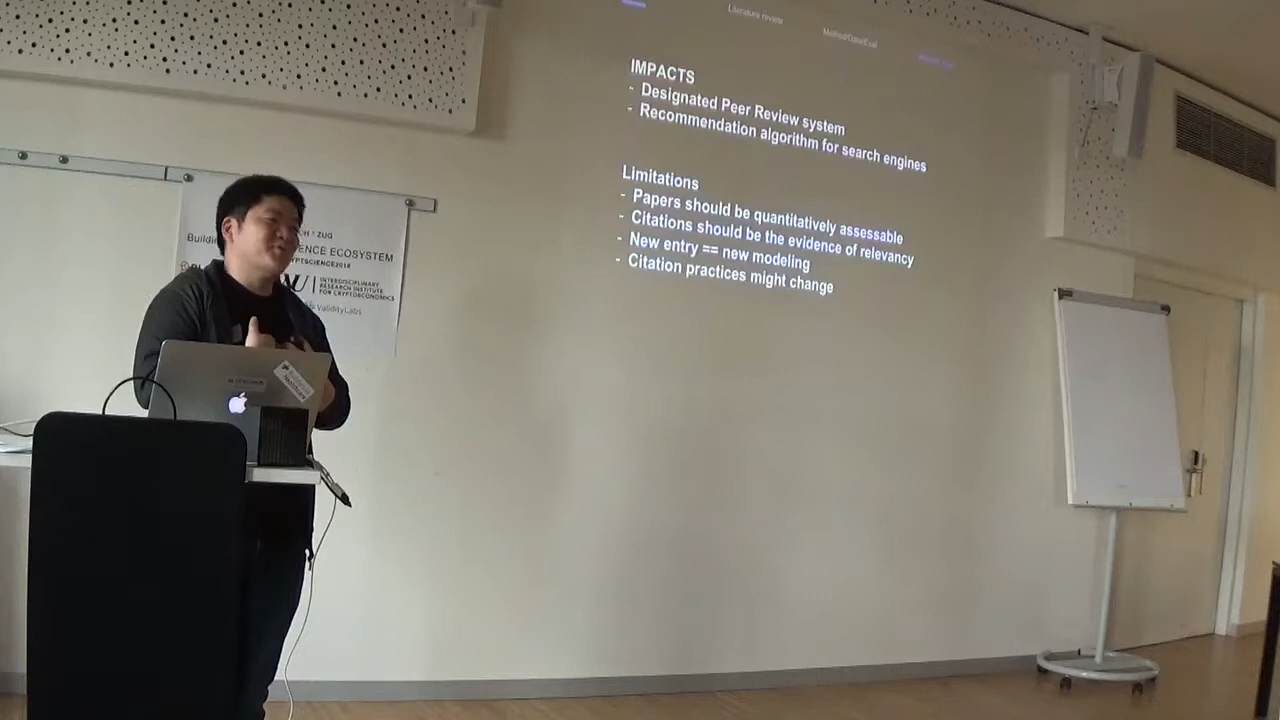 Literature review
Method/Data/Eval
IMPACTS
- Designated Peer Review system
- Recommendation algorithm for search engines
Limitations
- Papers should be quantitatively assessable
- Citations should be the evidence of relevancy
- New entry == new modeling
- Citation practices might change
ZUG
ENCE ECOSYSTEM
INTERDISCIPLINARY
RESEARCH INSTITUTE
FOR CRYPTOECONOMICS
ValidityLabs